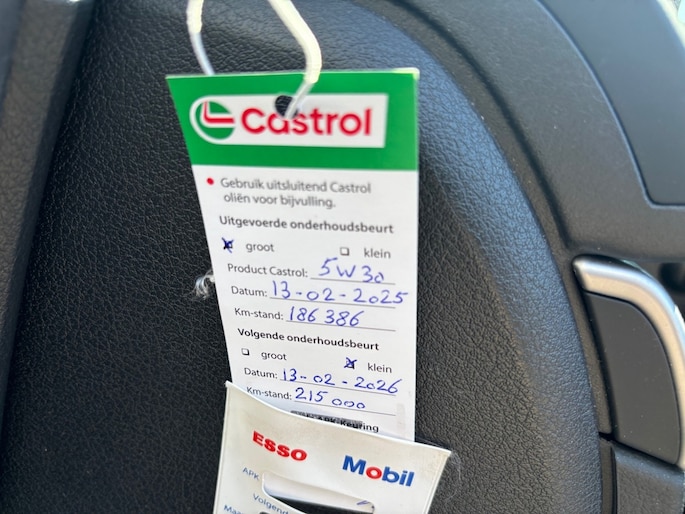 Castrol
Gebruik uitsluitend Castrol
oliën voor bijvulling.
Uitgevoerde onderhoudsbeurt
groot klein
Product Castrol: 5W30
Datum: 13-02-2025
Km-stand: 186 386
Volgende onderhoudsbeurt
groot klein
Datum: 13-02-2026
Km-stand: 215 000
APK-Keuring
ESSO Mobil
APK
Volgend